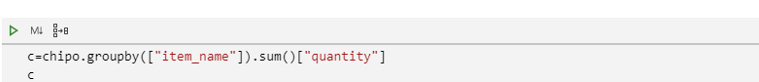 M↓
c=chipo.groupby(["item_name"]).sum()["quantity"]
c